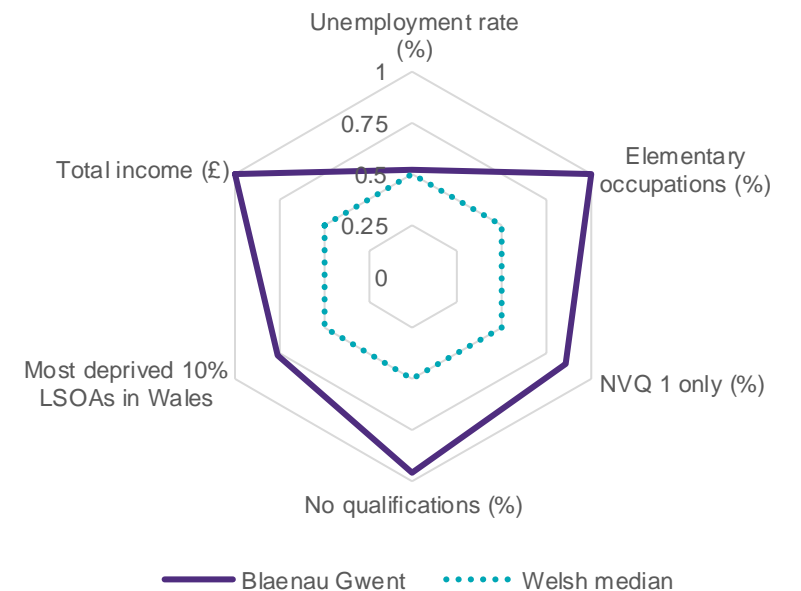 Unemployment rate
(%)
1
0.75
0.5
0.25
0
Elementary
occupations (%)
NVQ 1 only (%)
No qualifications (%)
Most deprived 10%
LSOAs in Wales
Total income (£)
Blaenau Gwent
Welsh median